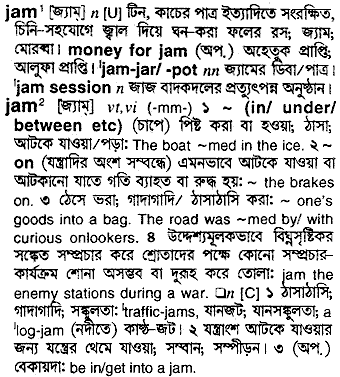 jam¹ [জ্যাম্] n [U] টিন, কাচের পাত্র ইত্যাদিতে সংরক্ষিত,
চিনি-সহযোগে জ্বাল দিয়ে ঘন-করা ফলের রস; জ্যাম;
মোরব্বা। money for jam (অপ.) অহেতুক প্রাপ্তি;
আলুফা প্রাপ্তি। ˈjam-jar/ -pot nn জ্যামের ডিবা/পাত্র।
ˈjam session n জাজ বাদকদলের প্রত্যুৎপন্ন অনুষ্ঠান।
jam² [জ্যাম্] vt,vi (-mm-) ১ ~ (in/ under/
between etc) (চাপে) পিষ্ট করা বা হওয়া; ঠাসা;
আটকে যাওয়া/পড়া: The boat ~med in the ice. ২ ~
on (যন্ত্রাদির অংশ সম্বন্ধে) এমনভাবে আটকে যাওয়া বা
আটকানো যাতে গতি ব্যাহত বা রুদ্ধ হয়: ~ the brakes
on. ৩ ঠেসে ভরা; গাদাগাদি/ ঠাসাঠাসি করা: ~ one's
goods into a bag. The road was ~med by/ with
curious onlookers. ৪ উদ্দেশ্যমূলকভাবে বিঘ্নসৃষ্টিকর
সঙ্কেত সম্প্রচার করে শ্রোতাদের পক্ষে কোনো সম্প্রচার-
কার্যক্রম শোনা অসম্ভব বা দুরূহ করে তোলা: jam the
enemy stations during a war. □n [C] ১ ঠাসাঠাসি;
গাদাগাদি; সঙ্কুলতা: ˈtraffic-jams, যানজট; যানসঙ্কুলতা; a
ˈlog-jam (নদীতে) কাষ্ঠ-জট। ২ যন্ত্রাংশ আটকে যাওয়ার
জন্য যন্ত্রের থেমে যাওয়া; সম্বান; সম্পীড়ন। ৩ (অপ.)
বেকায়দা: be in/get into a jam.